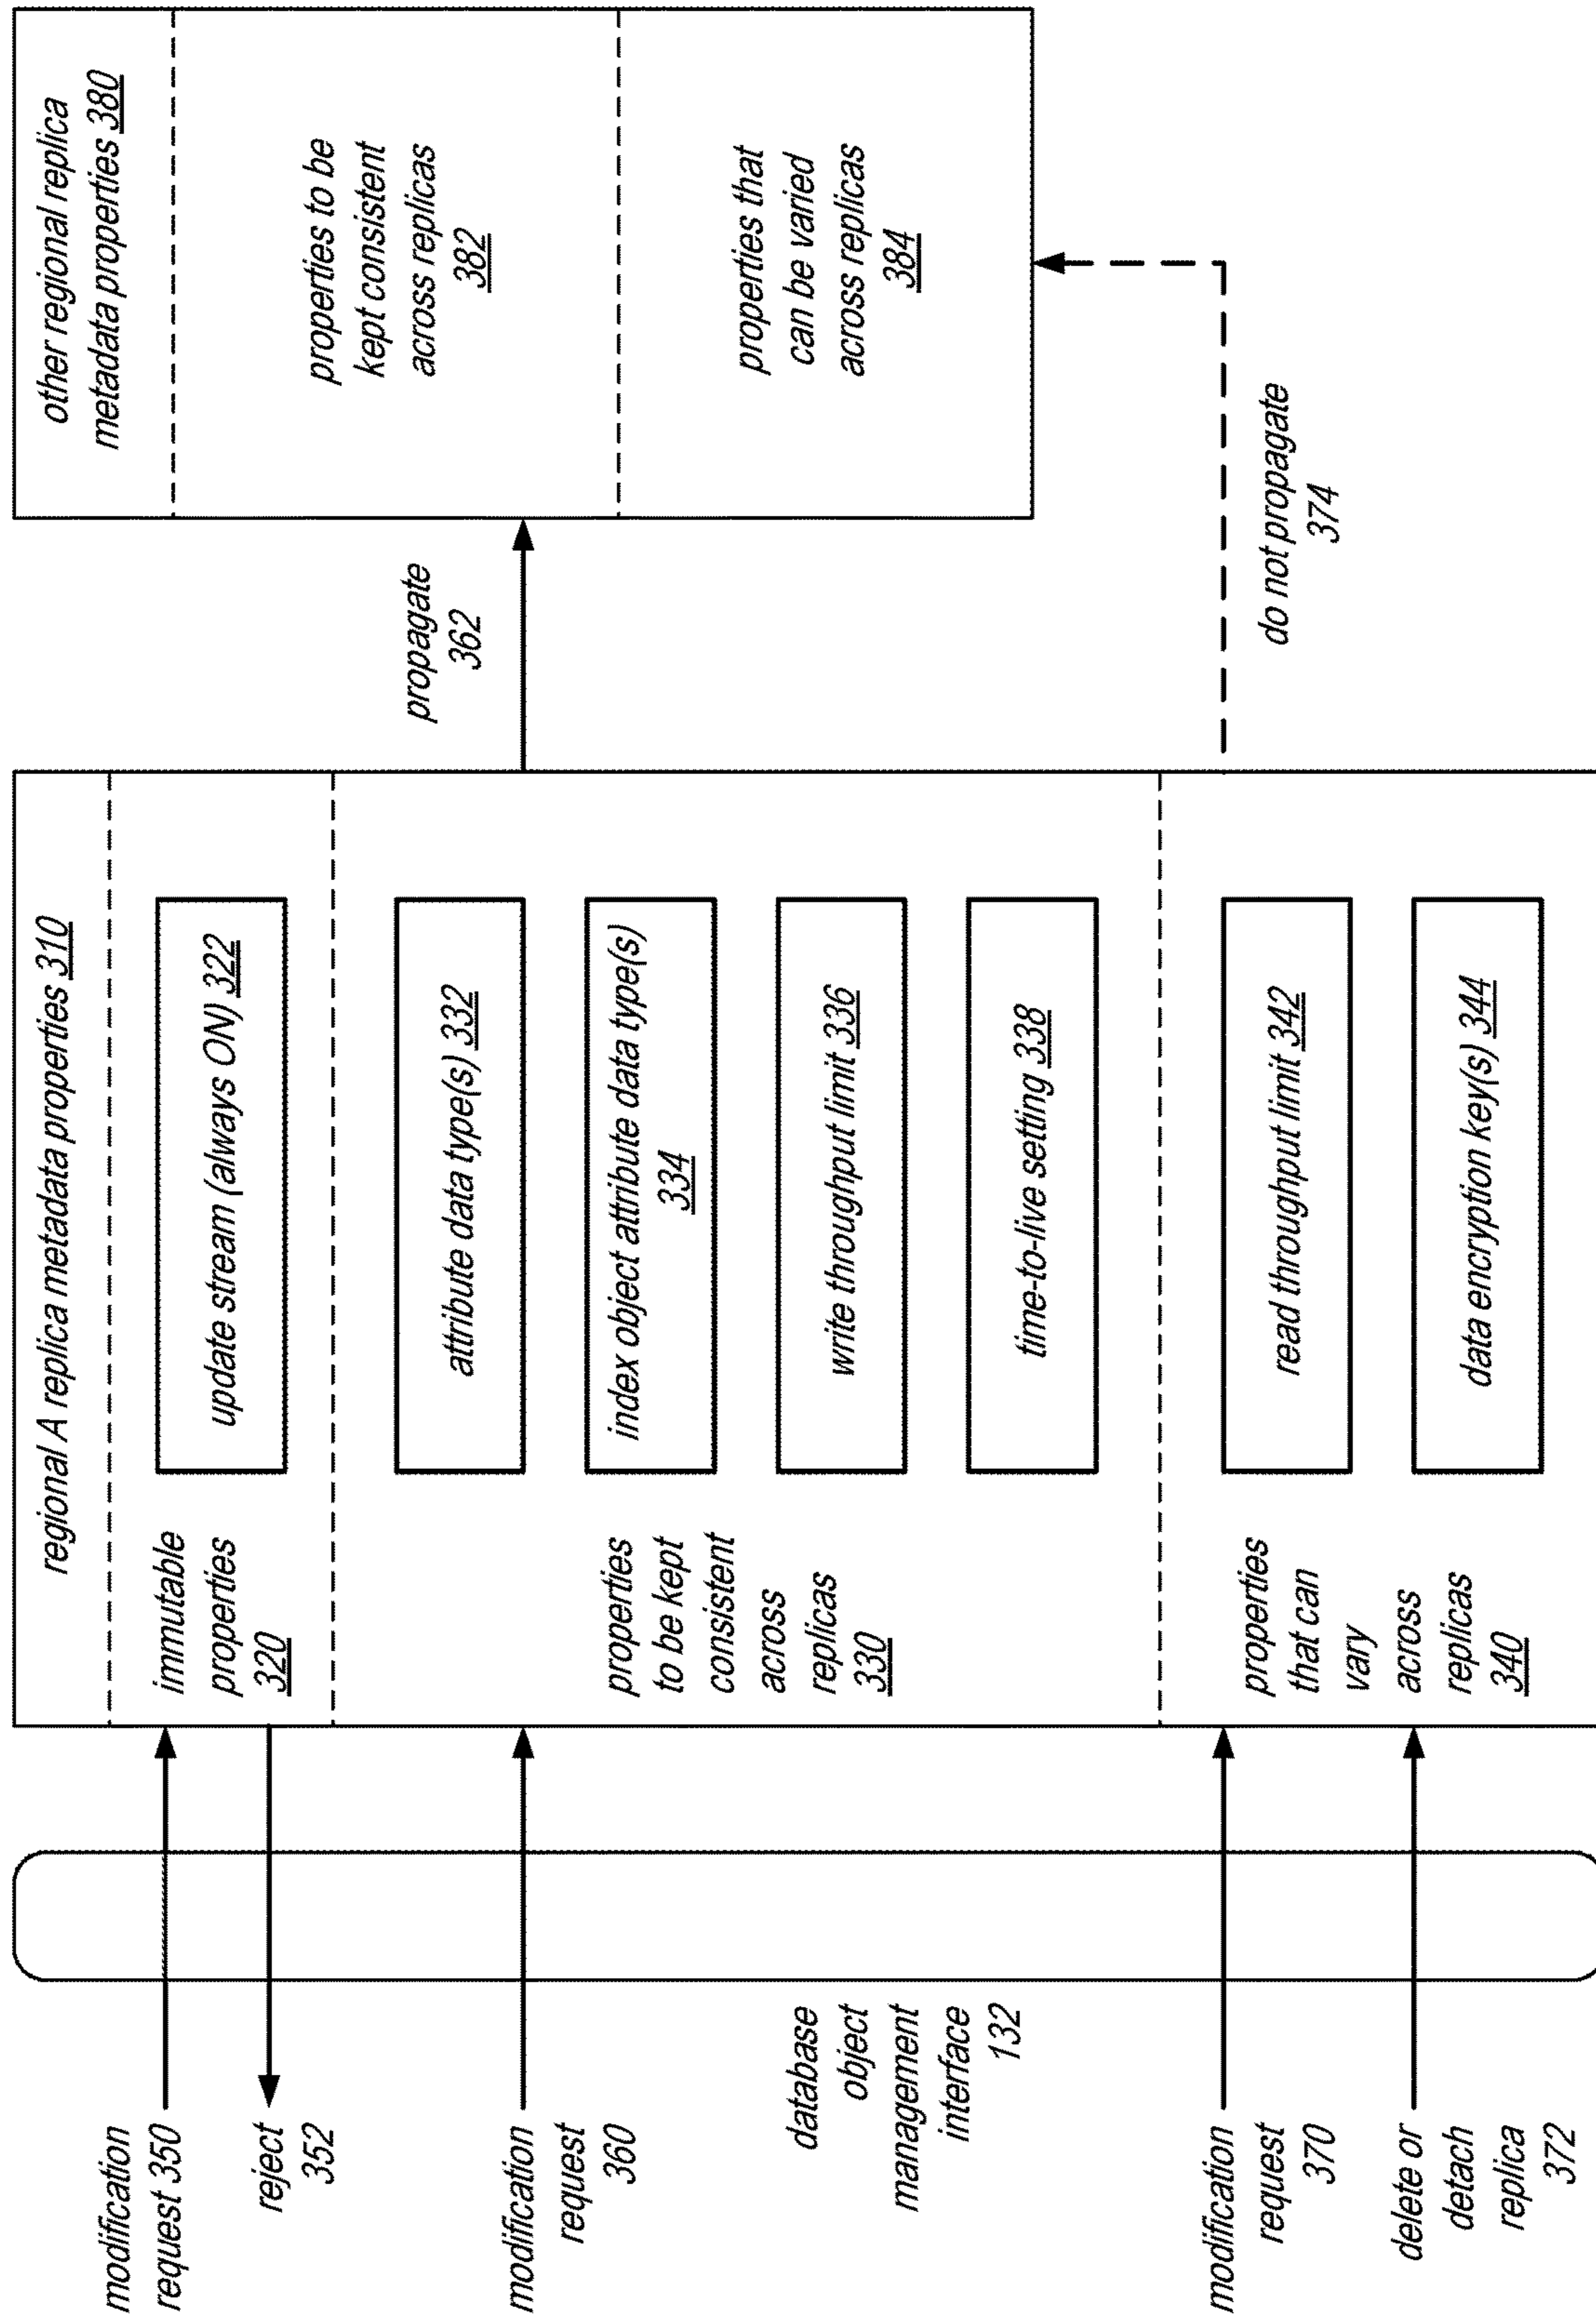 modification
request 350
reject
352
modification
request
360
database
object
management
interface 132
modification
request
370
delete or
detach
replica
372
regional A replica metadata properties 310
immutable
properties
320
update stream (always ON) 322
properties
to be kept
consistent
across
replicas
330
attribute data type(s) 332
index object attribute data type(s)
334
write throughput limit 336
time-to-live setting 338
properties
that can
vary
across
replicas
340
read throughput limit 342
data encryption key(s) 344
propagate
362
do not propagate
374
other regional replica
metadata properties 380
properties to be
kept consistent
across replicas
382
properties that
can be varied
across replicas
384